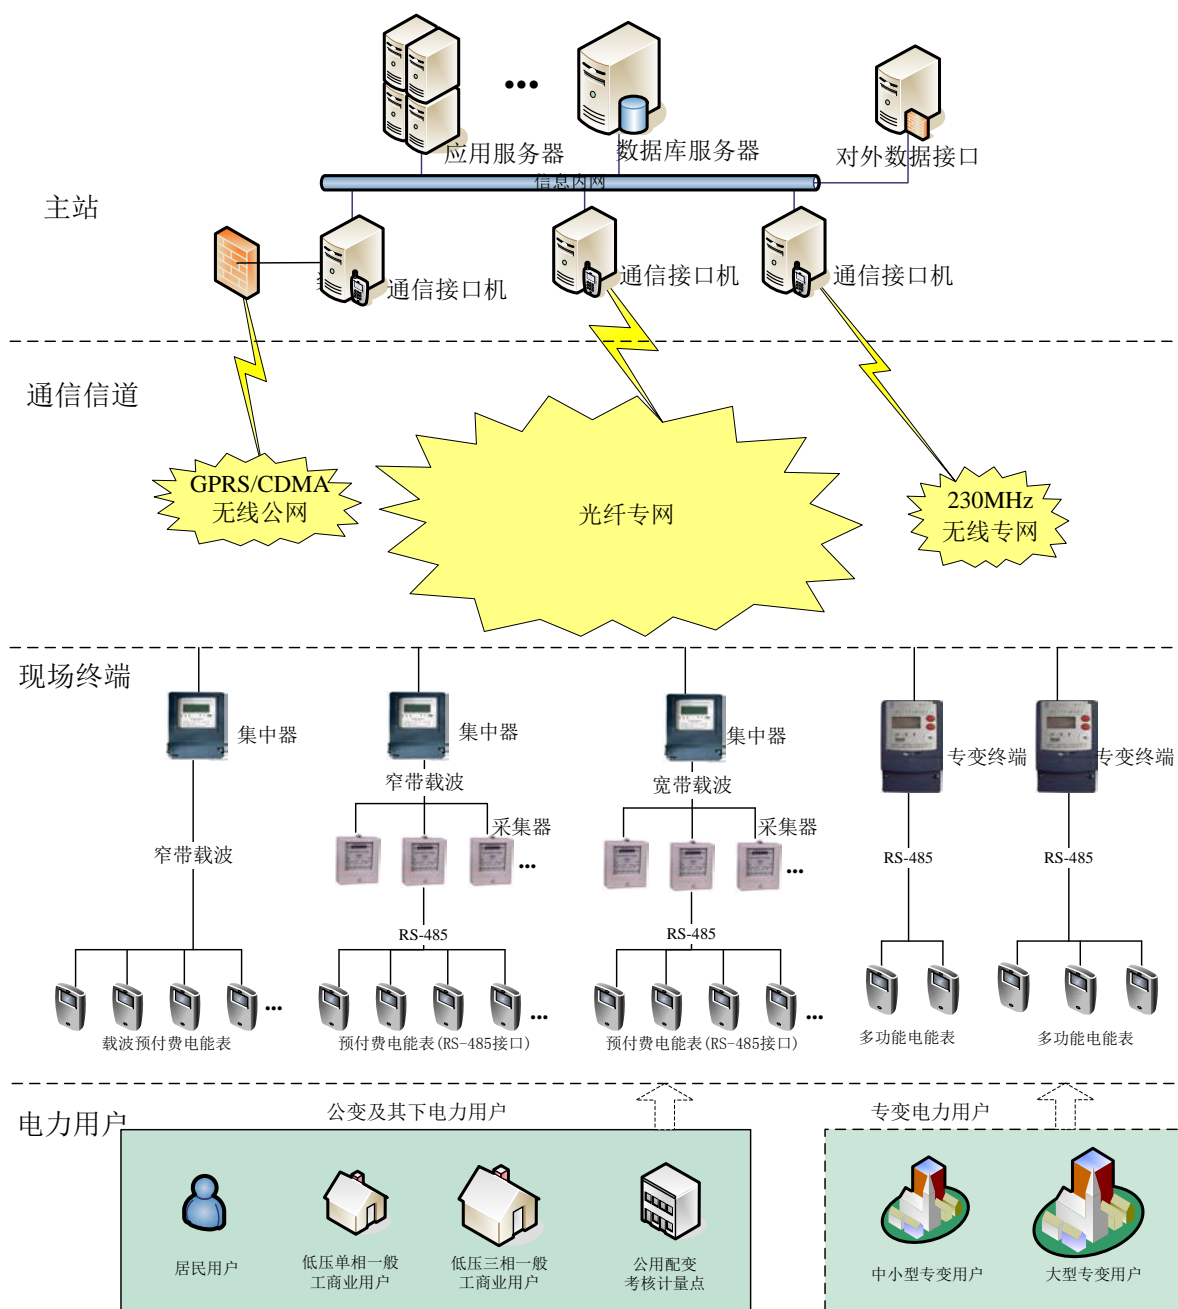 应用服务器
数据库服务器
对外数据接口
信息内网
主站
通信接口机
通信接口机
通信接口机
通信信道
GPRS/CDMA
无线公网
光纤专网
230MHz
无线专网
现场终端
集中器
集中器
集中器
专变终端
专变终端
窄带载波
宽带载波
采集器
采集器
窄带载波
RS-485
RS-485
RS-485
RS-485
载波预付费电能表
预付费电能表(RS-485接口)
预付费电能表(RS-485接口)
多功能电能表
多功能电能表
电力用户
公变及其下电力用户
专变电力用户
居民用户
低压单相一般
工商业用户
低压三相一般
工商业用户
公用配变
考核计量点
中小型专变用户
大型专变用户